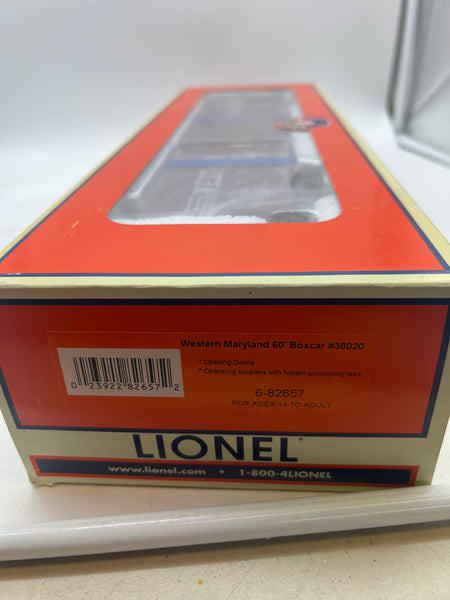 Western Maryland 60' Boxcar #38020
* Opening Doors
* Operating couplers with hidden uncoupling tabs
0 23922 82657 2
6-82657
FOR AGES 14 TO ADULT
LIONEL
www.lionel.com • 1-800-4LIONEL